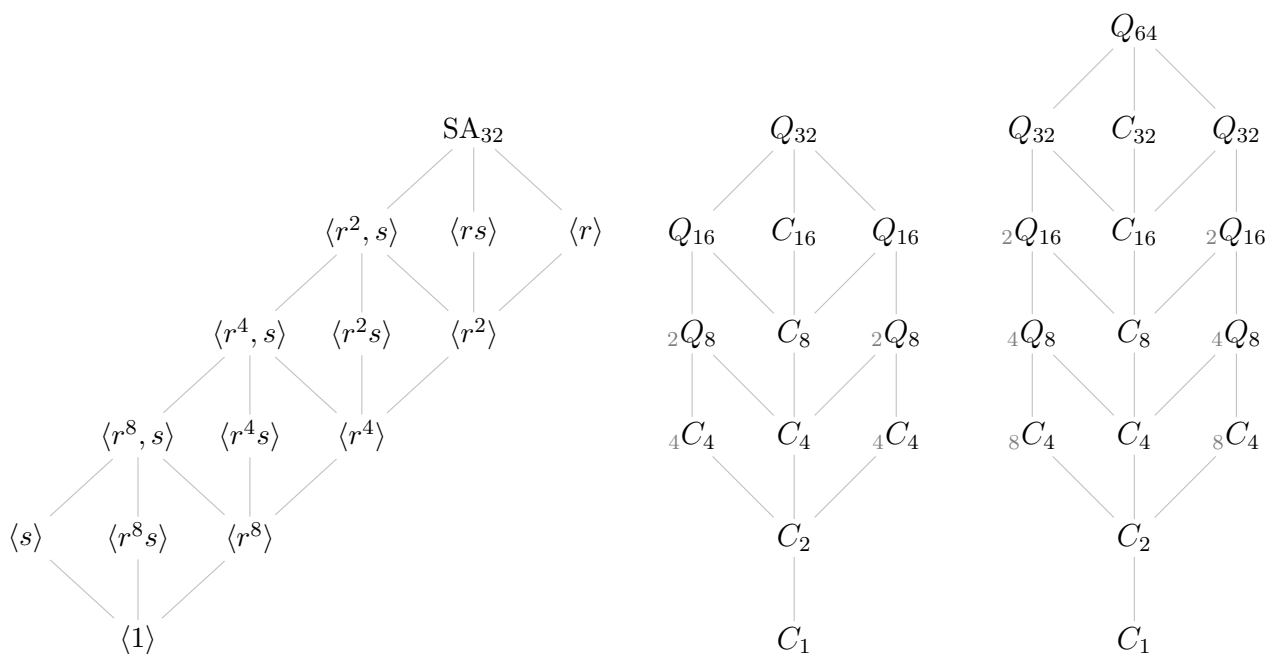 Q₆₄
SA₃₂ Q₃₂ Q₃₂ C₃₂ Q₃₂
⟨r², s⟩ ⟨rs⟩ ⟨r⟩ Q₁₆ C₁₆ Q₁₆ ₂Q₁₆ C₁₆ ₂Q₁₆
⟨r⁴, s⟩ ⟨r²s⟩ ⟨r²⟩ ₂Q₈ C₈ ₂Q₈ ₄Q₈ C₈ ₄Q₈
⟨r⁸, s⟩ ⟨r⁴s⟩ ⟨r⁴⟩ ₄C₄ C₄ ₄C₄ ₈C₄ C₄ ₈C₄
⟨s⟩ ⟨r⁸s⟩ ⟨r⁸⟩ C₂ C₂
⟨1⟩ C₁ C₁